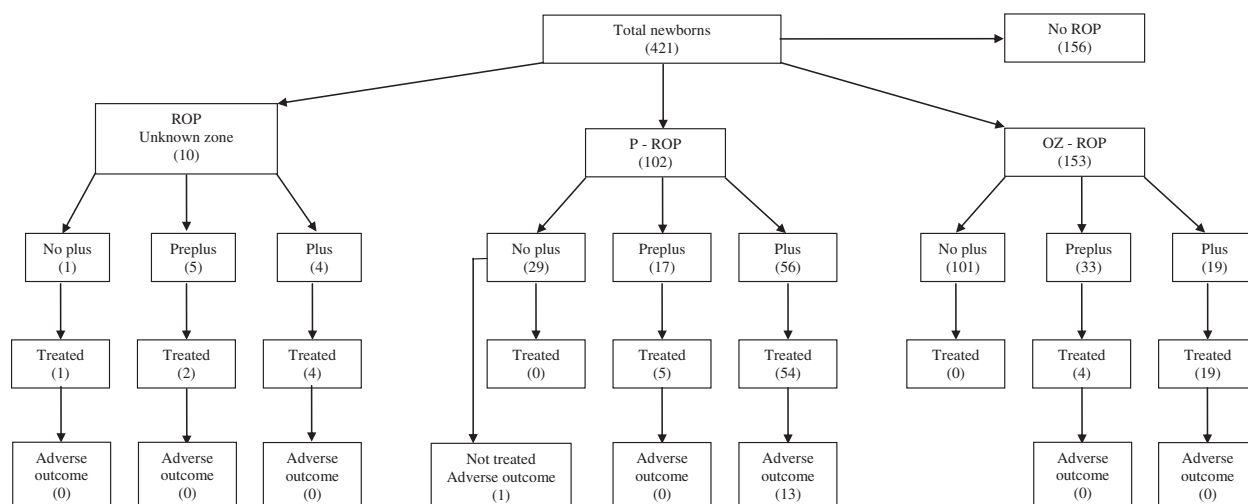 Total newborns
(421)
No ROP
(156)
ROP
Unknown zone
(10)
P - ROP
(102)
OZ - ROP
(153)
No plus
(1)
Preplus
(5)
Plus
(4)
No plus
(29)
Preplus
(17)
Plus
(56)
No plus
(101)
Preplus
(33)
Plus
(19)
Treated
(1)
Treated
(2)
Treated
(4)
Treated
(0)
Treated
(5)
Treated
(54)
Treated
(0)
Treated
(4)
Treated
(19)
Adverse
outcome
(0)
Adverse
outcome
(0)
Adverse
outcome
(0)
Not treated
Adverse outcome
(1)
Adverse
outcome
(0)
Adverse
outcome
(13)
Adverse
outcome
(0)
Adverse
outcome
(0)